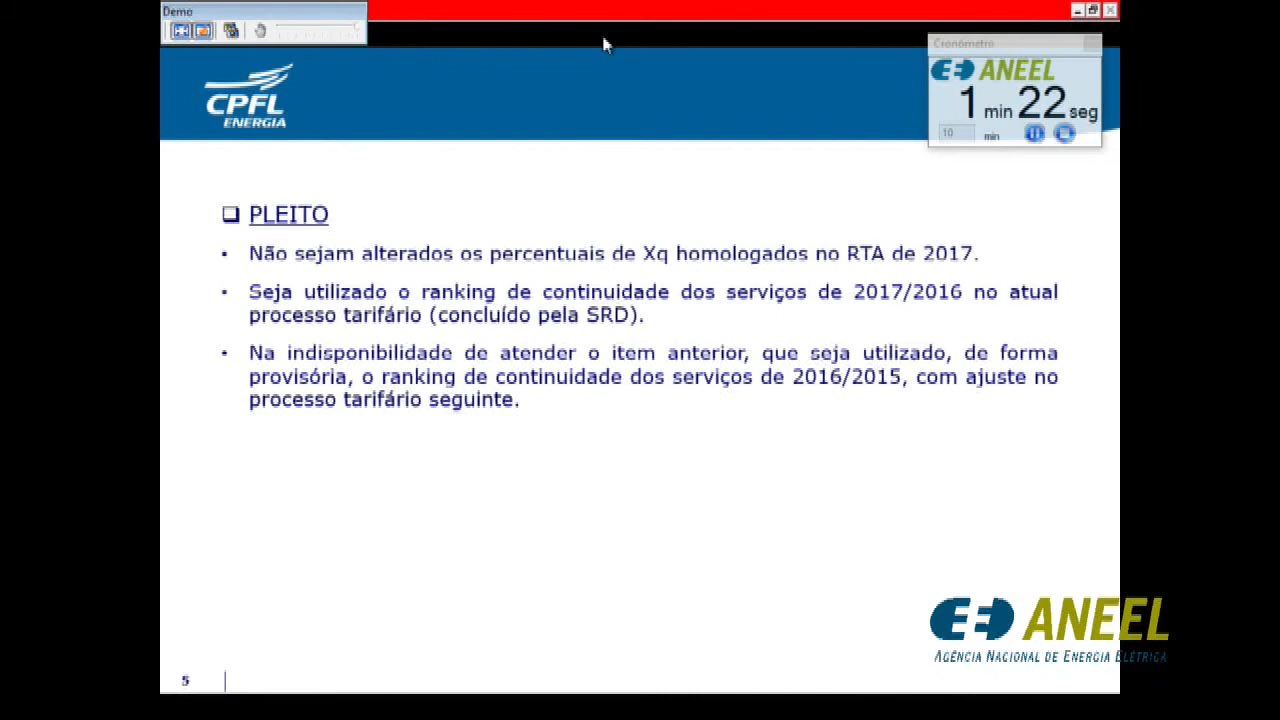 Demo
Cronômetro
ANEEL
1 min 22 seg
10 min
CPFL
ENERGIA
PLEITO
• Não sejam alterados os percentuais de Xq homologados no RTA de 2017.
• Seja utilizado o ranking de continuidade dos serviços de 2017/2016 no atual
processo tarifário (concluído pela SRD).
• Na indisponibilidade de atender o item anterior, que seja utilizado, de forma
provisória, o ranking de continuidade dos serviços de 2016/2015, com ajuste no
processo tarifário seguinte.
ANEEL
AGÊNCIA NACIONAL DE ENERGIA ELÉTRICA
5